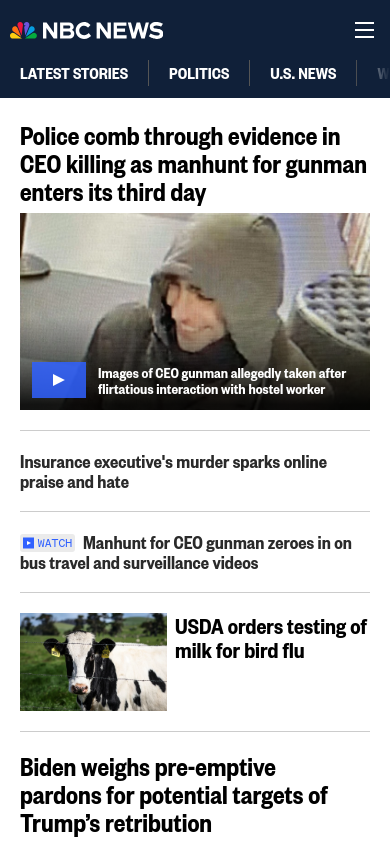 NBC NEWS
LATEST STORIES
POLITICS
U.S. NEWS
Police comb through evidence in
CEO killing as manhunt for gunman
enters its third day
Images of CEO gunman allegedly taken after
flirtatious interaction with hostel worker
Insurance executive's murder sparks online
praise and hate
WATCH Manhunt for CEO gunman zeroes in on
bus travel and surveillance videos
USDA orders testing of
milk for bird flu
Biden weighs pre-emptive
pardons for potential targets of
Trump’s retribution